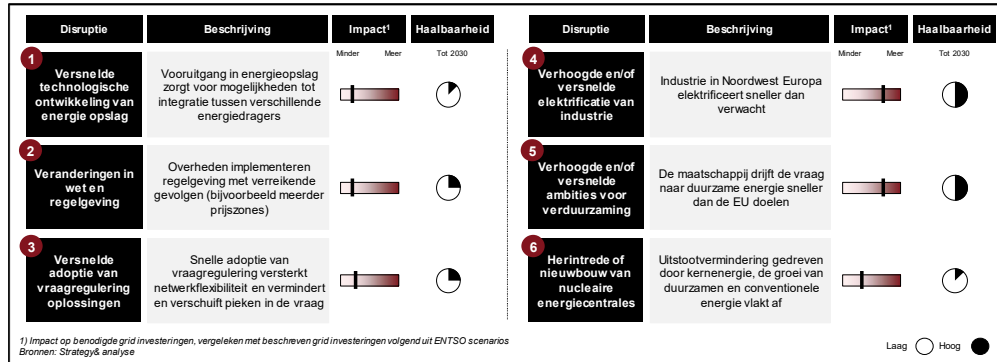 Disruptie Beschrijving Impact¹ Haalbaarheid
Minder Meer Tot 2030
1
Versnelde
technologische
ontwikkeling van
energie opslag
Vooruitgang in energieopslag
zorgt voor mogelijkheden tot
integratie tussen verschillende
energiedragers
2
Veranderingen in
wet en
regelgeving
Overheden implementeren
regelgeving met verreikende
gevolgen (bijvoorbeeld meerder
prijszones)
3
Versnelde
adoptie van
vraagregulering
oplossingen
Snelle adoptie van
vraagregulering versterkt
netwerkflexibiliteit en vermindert
en verschuift pieken in de vraag
Disruptie Beschrijving Impact¹ Haalbaarheid
Minder Meer Tot 2030
4
Verhoogde en/of
versnelde
elektrificatie van
industrie
Industrie in Noordwest Europa
elektrificeert sneller dan
verwacht
5
Verhoogde en/of
versnelde
ambities voor
verduurzaming
De maatschappij drijft de vraag
naar duurzame energie sneller
dan de EU doelen
6
Herintrede of
nieuwbouw van
nucleaire
energiecentrales
Uitstootvermindering gedreven
door kernenergie, de groei van
duurzamen en conventionele
energie vlakt af
1) Impact op benodigde grid investeringen, vergeleken met beschreven grid investeringen volgend uit ENTSO scenarios
Bronnen: Strategy& analyse
Laag Hoog